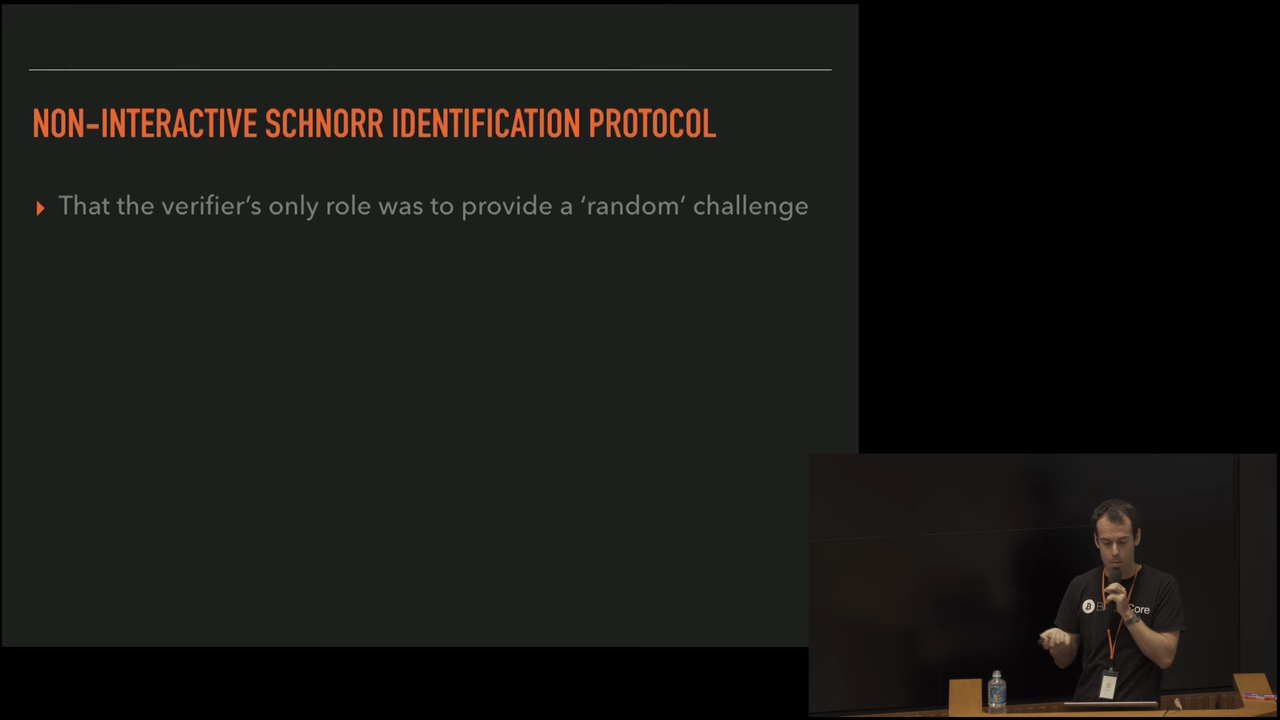 NON-INTERACTIVE SCHNORR IDENTIFICATION PROTOCOL
That the verifier's only role was to provide a ‘random’ challenge